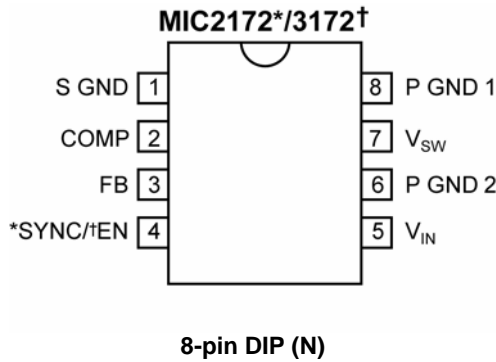 MIC2172*/3172†
S GND 1
8 P GND 1
COMP 2
7 VSW
FB 3
6 P GND 2
*SYNC/†EN 4
5 VIN
8-pin DIP (N)